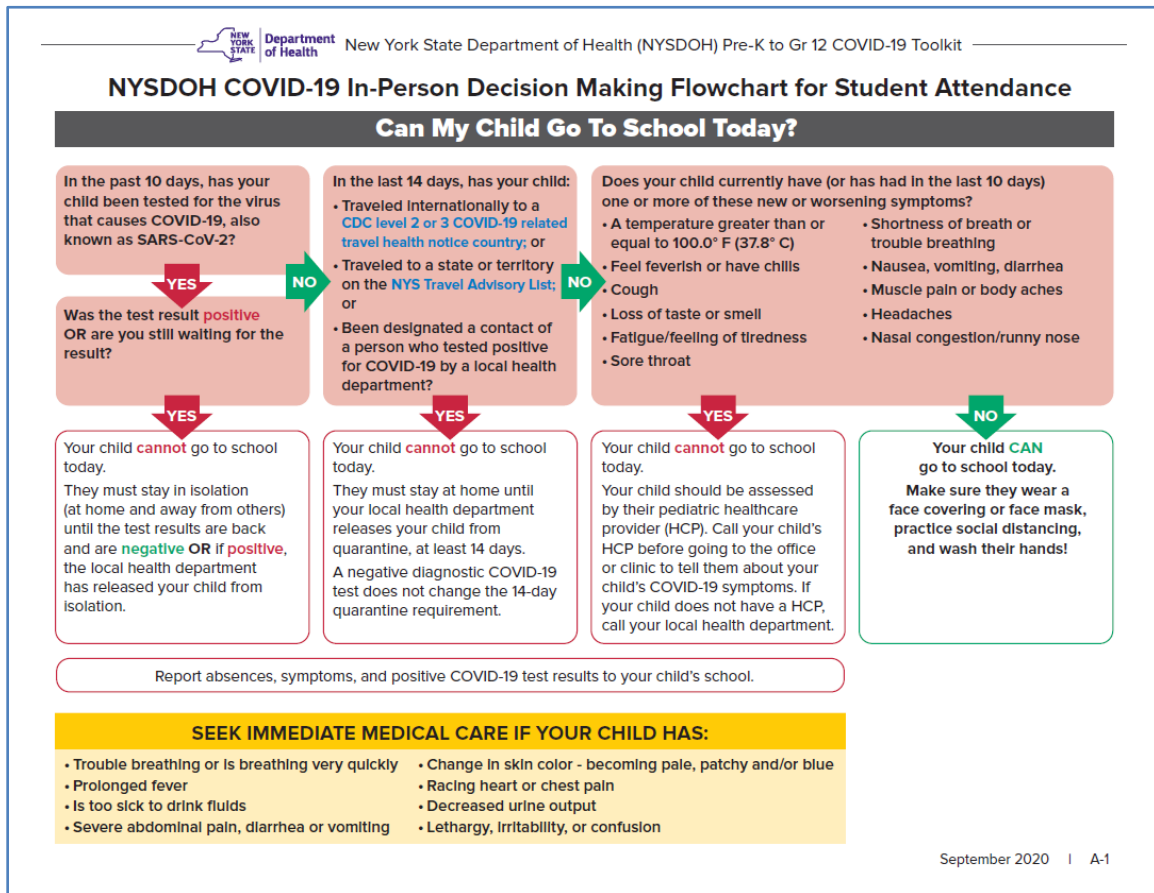 NEW
YORK
STATE
Department
of Health
New York State Department of Health (NYSDOH) Pre-K to Gr 12 COVID-19 Toolkit
NYSDOH COVID-19 In-Person Decision Making Flowchart for Student Attendance
Can My Child Go To School Today?
In the past 10 days, has your
child been tested for the virus
that causes COVID-19, also
known as SARS-CoV-2?
YES
Was the test result positive
OR are you still waiting for the
result?
NO
In the last 14 days, has your child:
• Traveled internationally to a
CDC level 2 or 3 COVID-19 related
travel health notice country; or
• Traveled to a state or territory
on the NYS Travel Advisory List;
or
• Been designated a contact of
a person who tested positive
for COVID-19 by a local health
department?
NO
Does your child currently have (or has had in the last 10 days)
one or more of these new or worsening symptoms?
• A temperature greater than or
equal to 100.0° F (37.8° C)
• Feel feverish or have chills
• Cough
• Loss of taste or smell
• Fatigue/feeling of tiredness
• Sore throat
• Shortness of breath or
trouble breathing
• Nausea, vomiting, diarrhea
• Muscle pain or body aches
• Headaches
• Nasal congestion/runny nose
YES
Your child cannot go to school
today.
They must stay in isolation
(at home and away from others)
until the test results are back
and are negative OR if positive,
the local health department
has released your child from
isolation.
YES
Your child cannot go to school
today.
They must stay at home until
your local health department
releases your child from
quarantine, at least 14 days.
A negative diagnostic COVID-19
test does not change the 14-day
quarantine requirement.
YES
Your child cannot go to school
today.
Your child should be assessed
by their pediatric healthcare
provider (HCP). Call your child's
HCP before going to the office
or clinic to tell them about your
child's COVID-19 symptoms. If
your child does not have a HCP,
call your local health department.
NO
Your child CAN
go to school today.
Make sure they wear a
face covering or face mask,
practice social distancing,
and wash their hands!
Report absences, symptoms, and positive COVID-19 test results to your child's school.
SEEK IMMEDIATE MEDICAL CARE IF YOUR CHILD HAS:
• Trouble breathing or is breathing very quickly
• Prolonged fever
• Is too sick to drink fluids
• Severe abdominal pain, diarrhea or vomiting
• Change in skin color - becoming pale, patchy and/or blue
• Racing heart or chest pain
• Decreased urine output
• Lethargy, irritability, or confusion
September 2020 | A-1